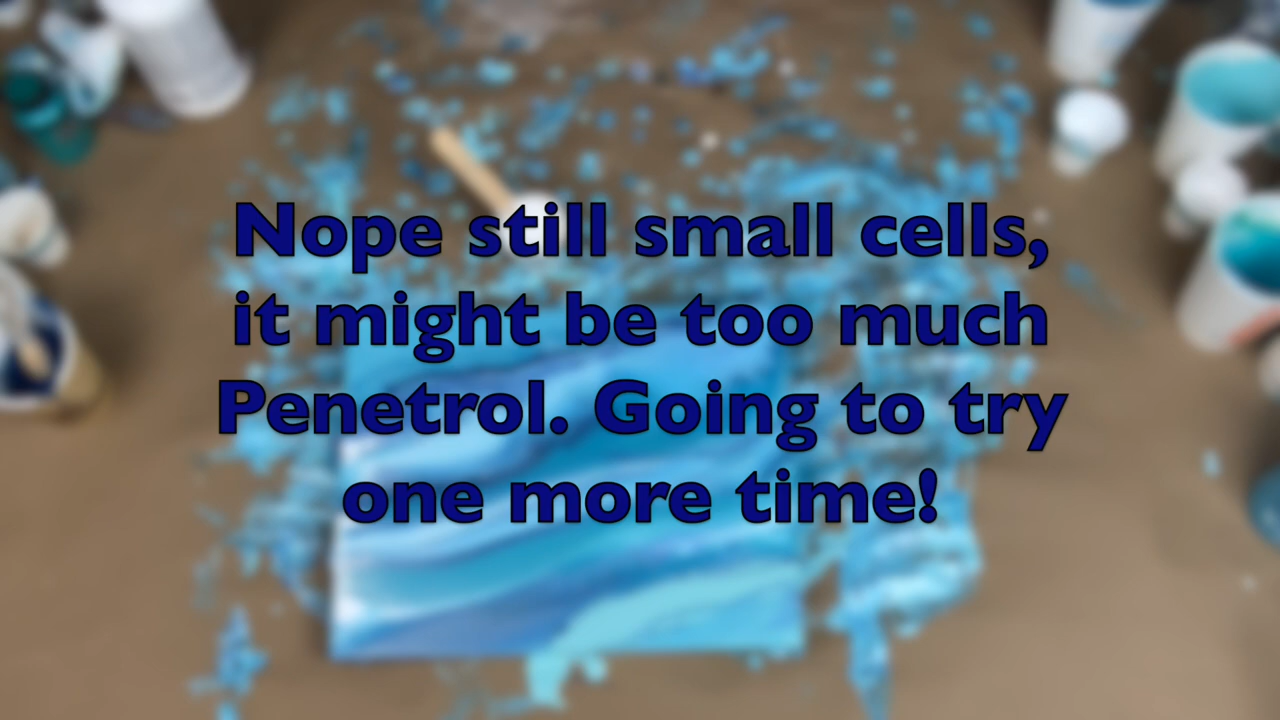 Nope still small cells,
it might be too much
Penetrol. Going to try
one more time!